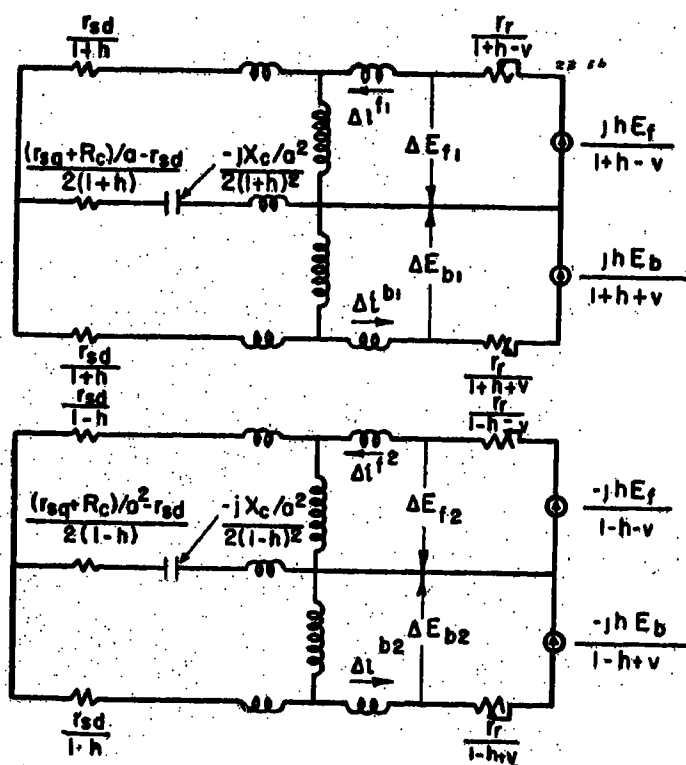 r_sd/(1+h)
r_r/(1+h-v)
Δi^f1
jhE_f/(1+h-v)
ΔE_f1
((r_sq+R_c)/a-r_sd)/(2(1+h))
(-jX_c/a²)/(2(1+h)²)
ΔE_b1
jhE_b/(1+h+v)
Δi^b1
r_sd/(1+h)
r_r/(1+h+v)
r_sd/(1-h)
r_r/(1-h-v)
Δi^f2
ΔE_f2
-jhE_f/(1-h-v)
((r_sq+R_c)/a²-r_sd)/(2(1-h))
(-jX_c/a²)/(2(1-h)²)
ΔE_b2
-jhE_b/(1-h+v)
Δi^b2
r_sd/(1-h)
r_r/(1-h+v)